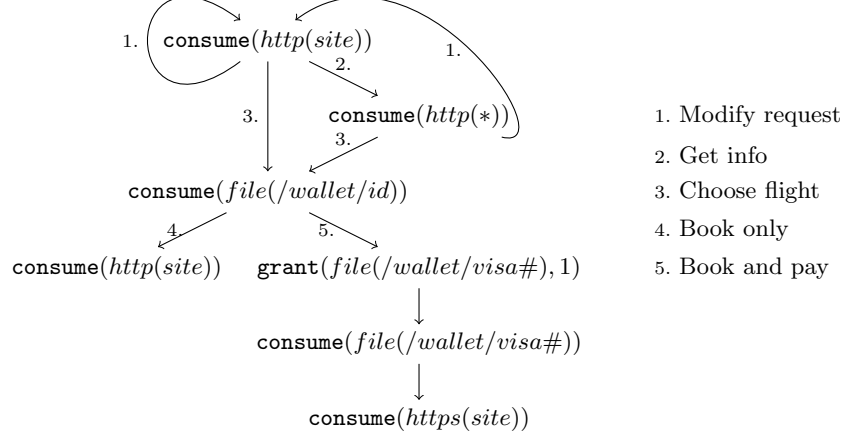 consume(http(site))
1.
1.
2.
3.
consume(http(*))
3.
consume(file(/wallet/id))
4.
5.
consume(http(site))
grant(file(/wallet/visa#), 1)
consume(file(/wallet/visa#))
consume(https(site))
1. Modify request
2. Get info
3. Choose flight
4. Book only
5. Book and pay